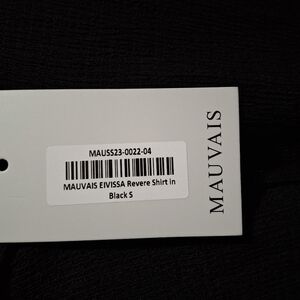 MAUSS23-0022-04
MAUVAIS EIVISSA Revere Shirt in
Black S
MAUVAIS